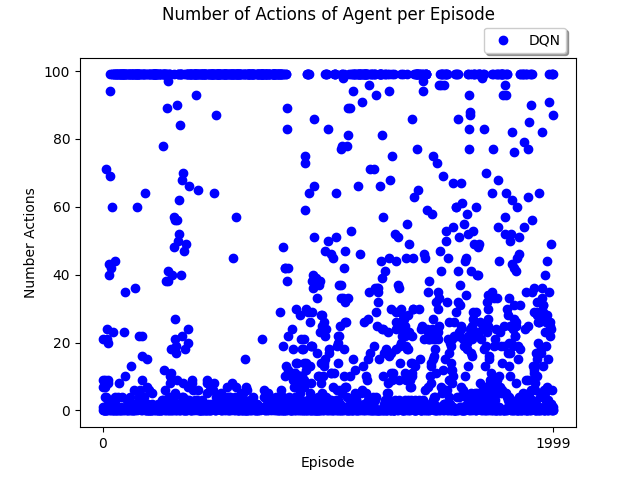 Number of Actions of Agent per Episode
DQN
100
80
60
40
20
0
Number Actions
0 1999
Episode